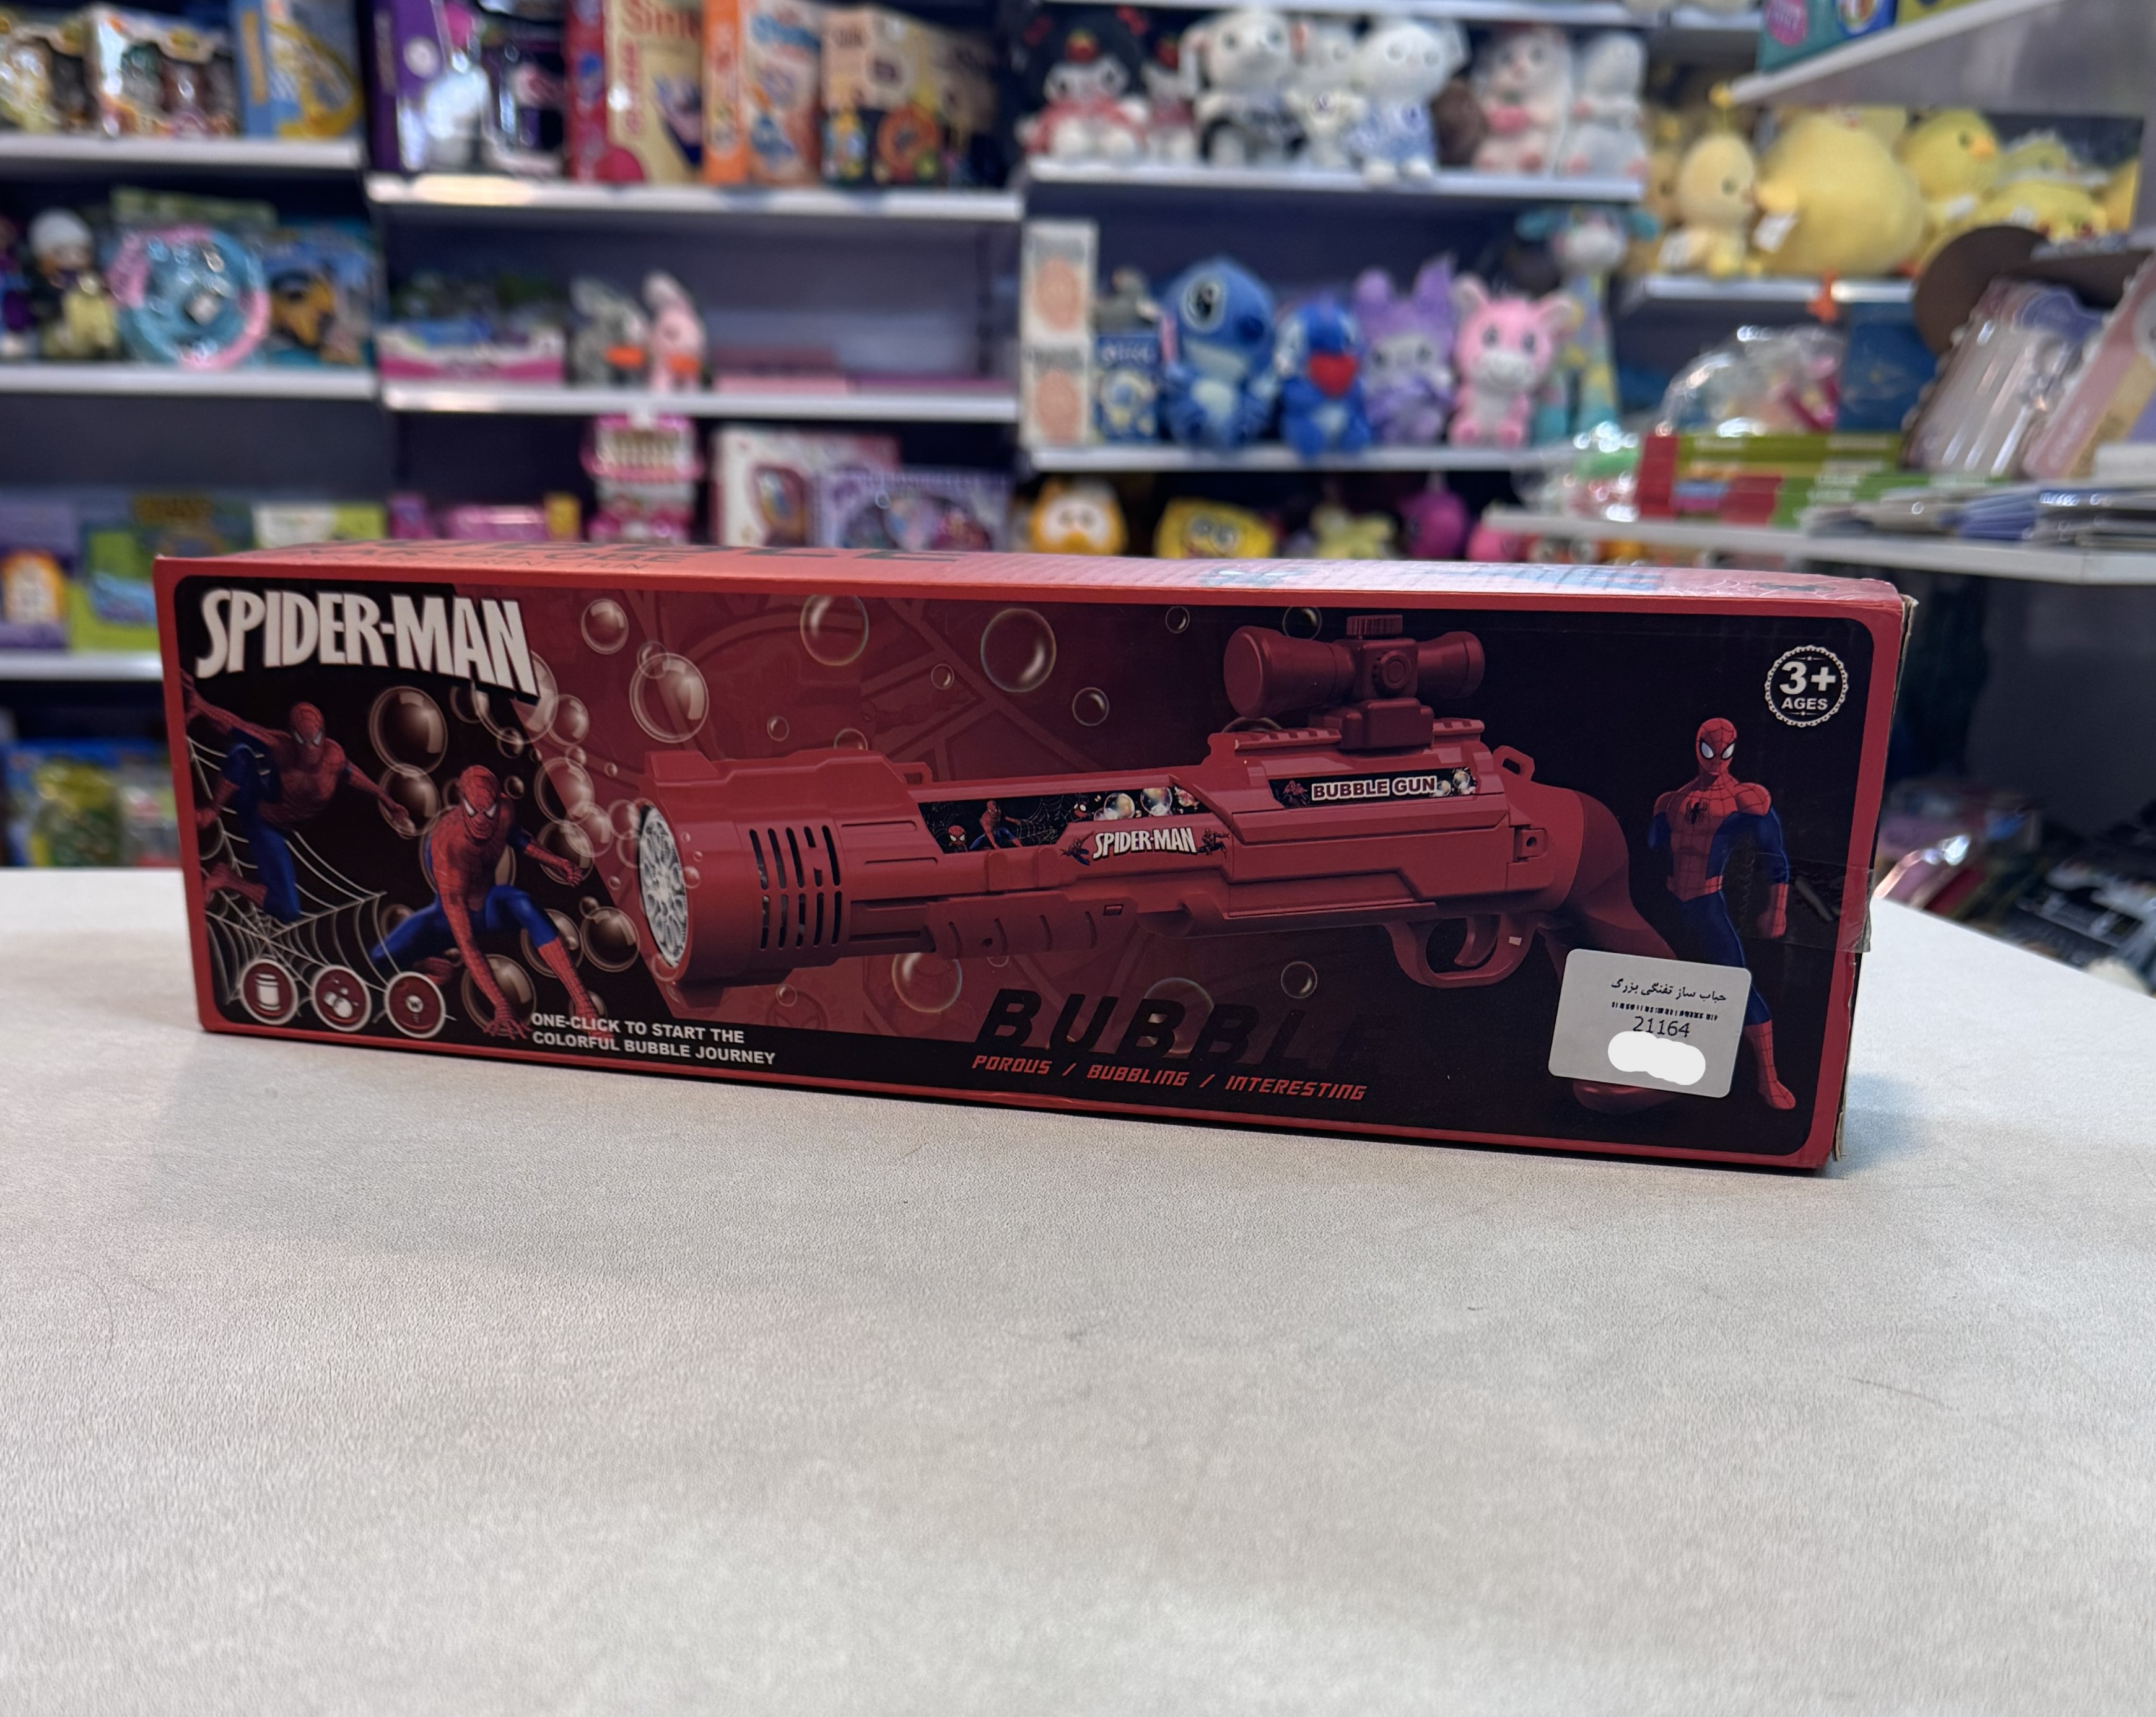 SPIDER-MAN
3+
AGES
BUBBLE GUN
SPIDER-MAN
حباب ساز تفنگی بزرگ
21164
ONE-CLICK TO START THE
COLORFUL BUBBLE JOURNEY
BUBBLE
POROUS / BUBBLING / INTERESTING